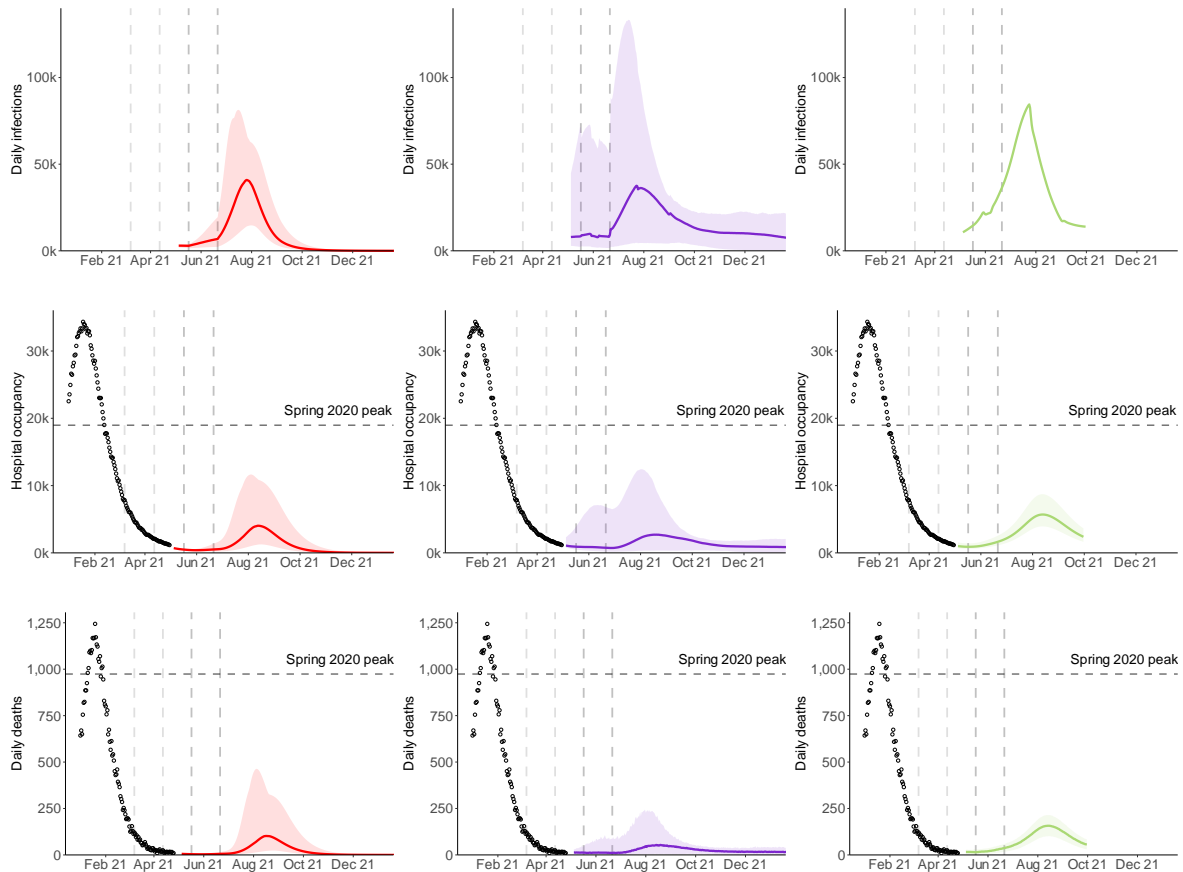 Daily infections
100k
50k
0k
Feb 21 Apr 21 Jun 21 Aug 21 Oct 21 Dec 21
Daily infections
100k
50k
0k
Feb 21 Apr 21 Jun 21 Aug 21 Oct 21 Dec 21
Daily infections
100k
50k
0k
Feb 21 Apr 21 Jun 21 Aug 21 Oct 21 Dec 21
Hospital occupancy
30k
20k
10k
0k
Spring 2020 peak
Feb 21 Apr 21 Jun 21 Aug 21 Oct 21 Dec 21
Hospital occupancy
30k
20k
10k
0k
Spring 2020 peak
Feb 21 Apr 21 Jun 21 Aug 21 Oct 21 Dec 21
Hospital occupancy
30k
20k
10k
0k
Spring 2020 peak
Feb 21 Apr 21 Jun 21 Aug 21 Oct 21 Dec 21
Daily deaths
1,250
1,000
750
500
250
0
Spring 2020 peak
Feb 21 Apr 21 Jun 21 Aug 21 Oct 21 Dec 21
Daily deaths
1,250
1,000
750
500
250
0
Spring 2020 peak
Feb 21 Apr 21 Jun 21 Aug 21 Oct 21 Dec 21
Daily deaths
1,250
1,000
750
500
250
0
Spring 2020 peak
Feb 21 Apr 21 Jun 21 Aug 21 Oct 21 Dec 21